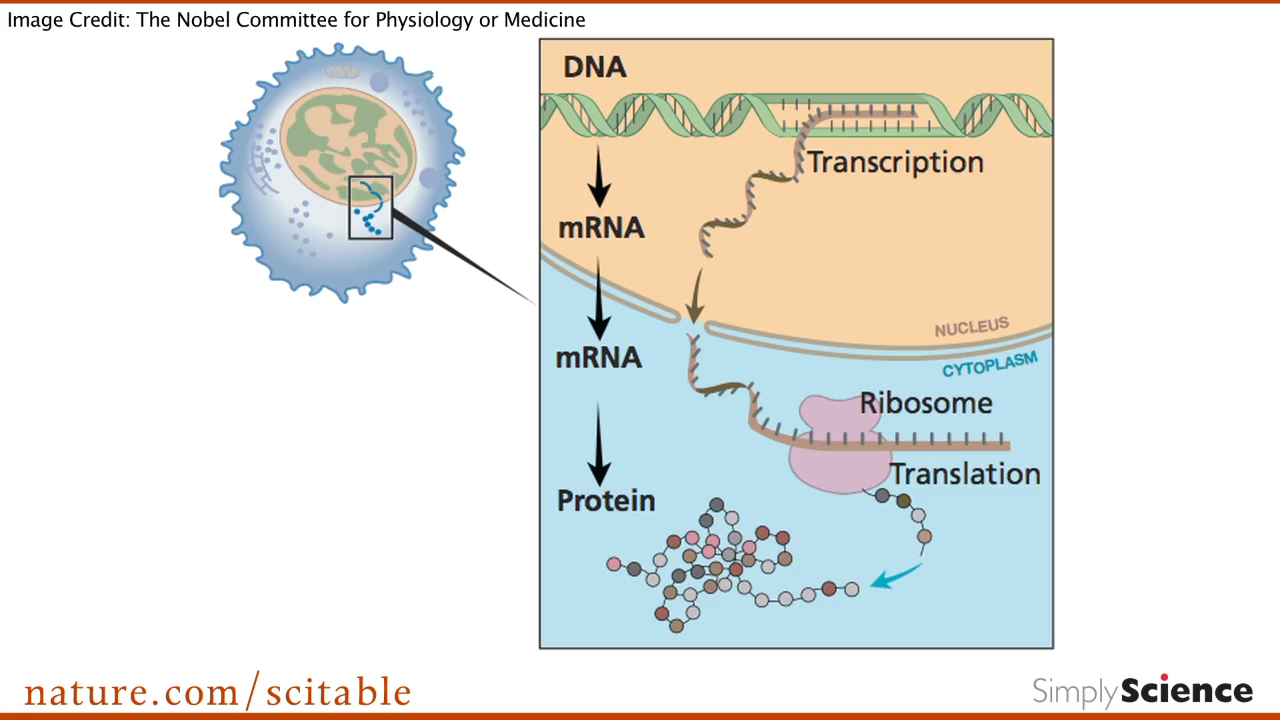 Image Credit: The Nobel Committee for Physiology or Medicine
DNA
Transcription
mRNA
NUCLEUS
CYTOPLASM
mRNA
Ribosome
Translation
Protein
nature.com/scitable
SimplyScience